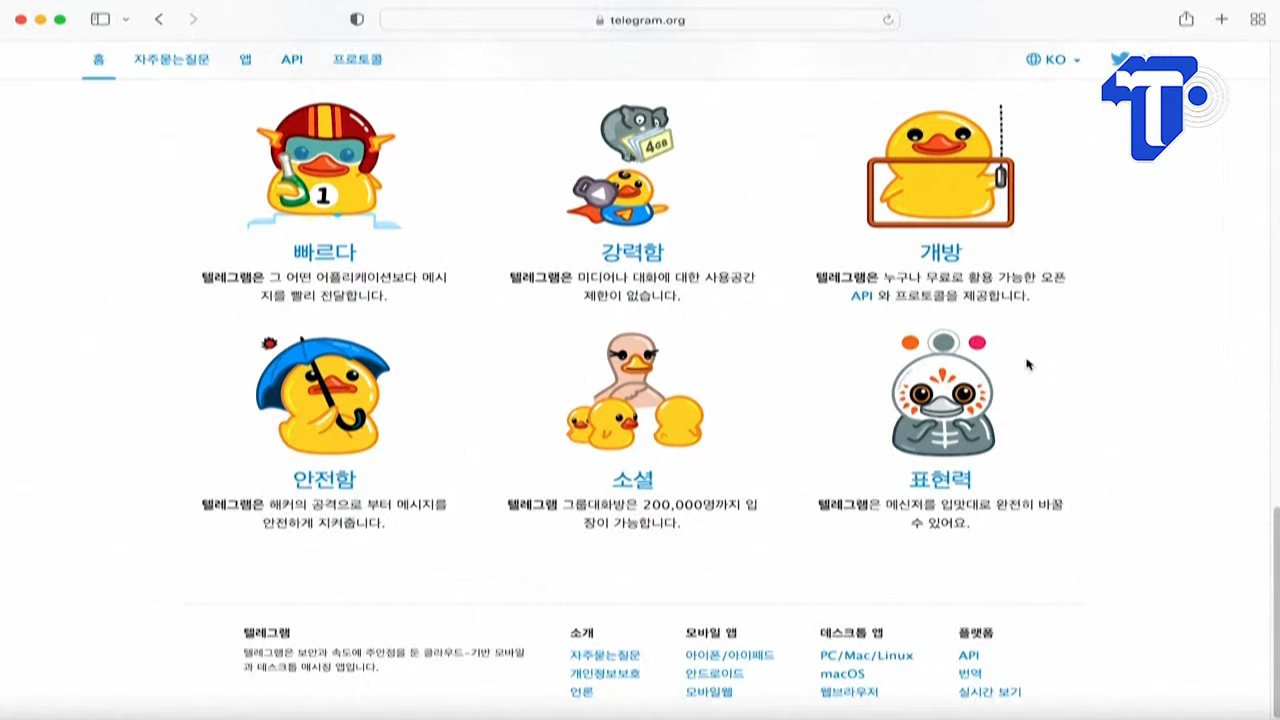 telegram.org
홈 자주묻는질문 앱 API 프로토콜
KO
T
1
4GB
빠르다
텔레그램은 그 어떤 어플리케이션보다 메시
지를 빨리 전달합니다.
강력함
텔레그램은 미디어나 대화에 대한 사용공간
제한이 없습니다.
개방
텔레그램은 누구나 무료로 활용 가능한 오픈
API 와 프로토콜을 제공합니다.
안전함
텔레그램은 해커의 공격으로 부터 메시지를
안전하게 지켜줍니다.
소셜
텔레그램 그룹대화방은 200,000명까지 입
장이 가능합니다.
표현력
텔레그램은 메신저를 입맛대로 완전히 바꿀
수 있어요.
텔레그램
텔레그램은 보안과 속도에 주안점을 둔 클라우드-기반 모바일
과 데스크톱 메시징 앱입니다.
소개
자주묻는질문
개인정보보호
언론
모바일 앱
아이폰/아이패드
안드로이드
모바일웹
데스크톱 앱
PC/Mac/Linux
macOS
웹브라우저
플랫폼
API
번역
실시간 보기